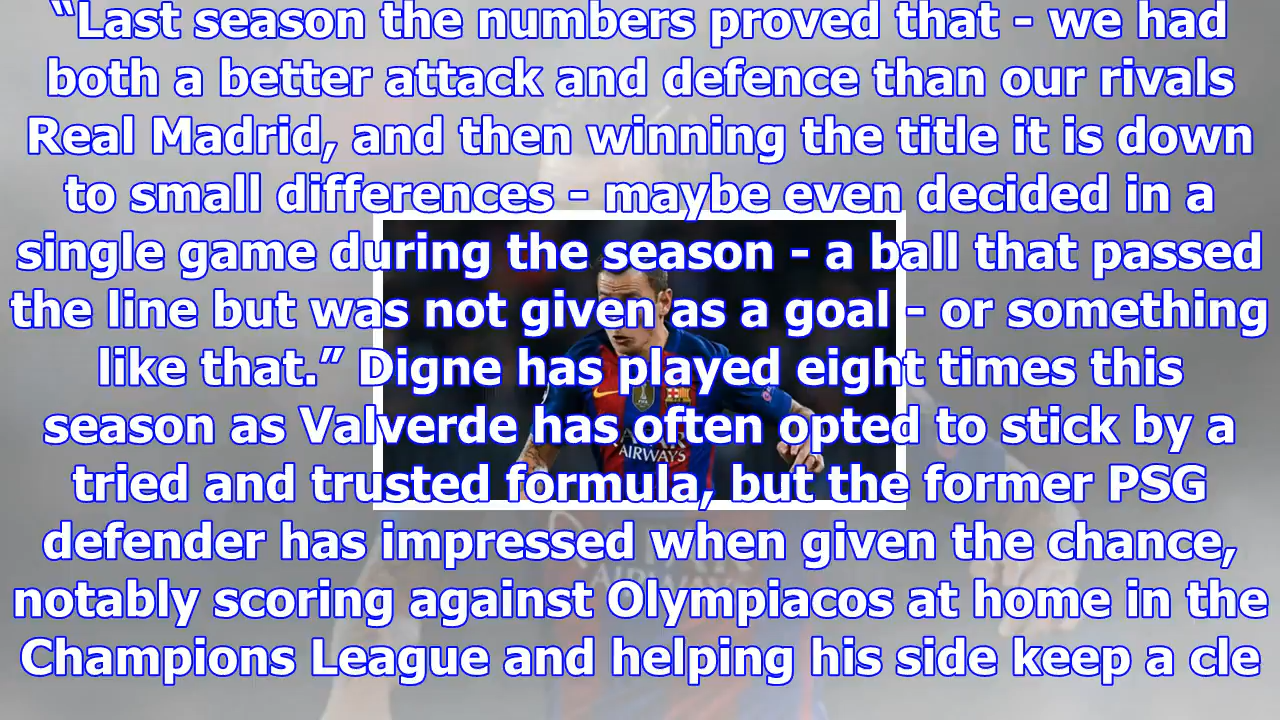 “Last season the numbers proved that - we had
both a better attack and defence than our rivals
Real Madrid, and then winning the title it is down
to small differences - maybe even decided in a
single game during the season - a ball that passed
the line but was not given as a goal - or something
like that.” Digne has played eight times this
season as Valverde has often opted to stick by a
tried and trusted formula, but the former PSG
defender has impressed when given the chance,
notably scoring against Olympiacos at home in the
Champions League and helping his side keep a cle
AIRWAYS